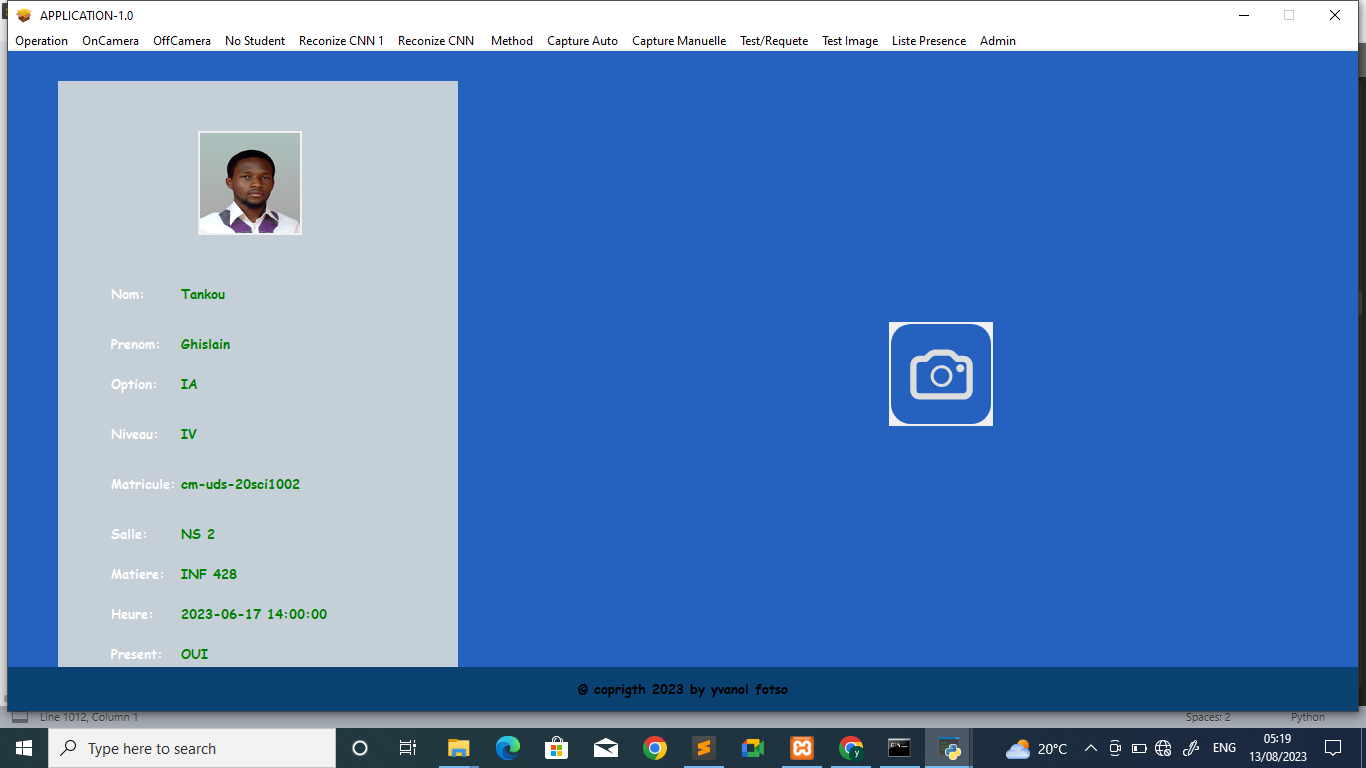 APPLICATION-1.0
Operation OnCamera OffCamera No Student Reconize CNN 1 Reconize CNN Method Capture Auto Capture Manuelle Test/Requete Test Image Liste Presence Admin
Nom: Tankou
Prenom: Ghislain
Option: IA
Niveau: IV
Matricule: cm-uds-20sci1002
Salle: NS 2
Matiere: INF 428
Heure: 2023-06-17 14:00:00
Present: OUI
© coprigth 2023 by yvanol fotso
Line 1012, Column 1 Spaces: 2 Python
Type here to search 20°C ENG 05:19
13/08/2023